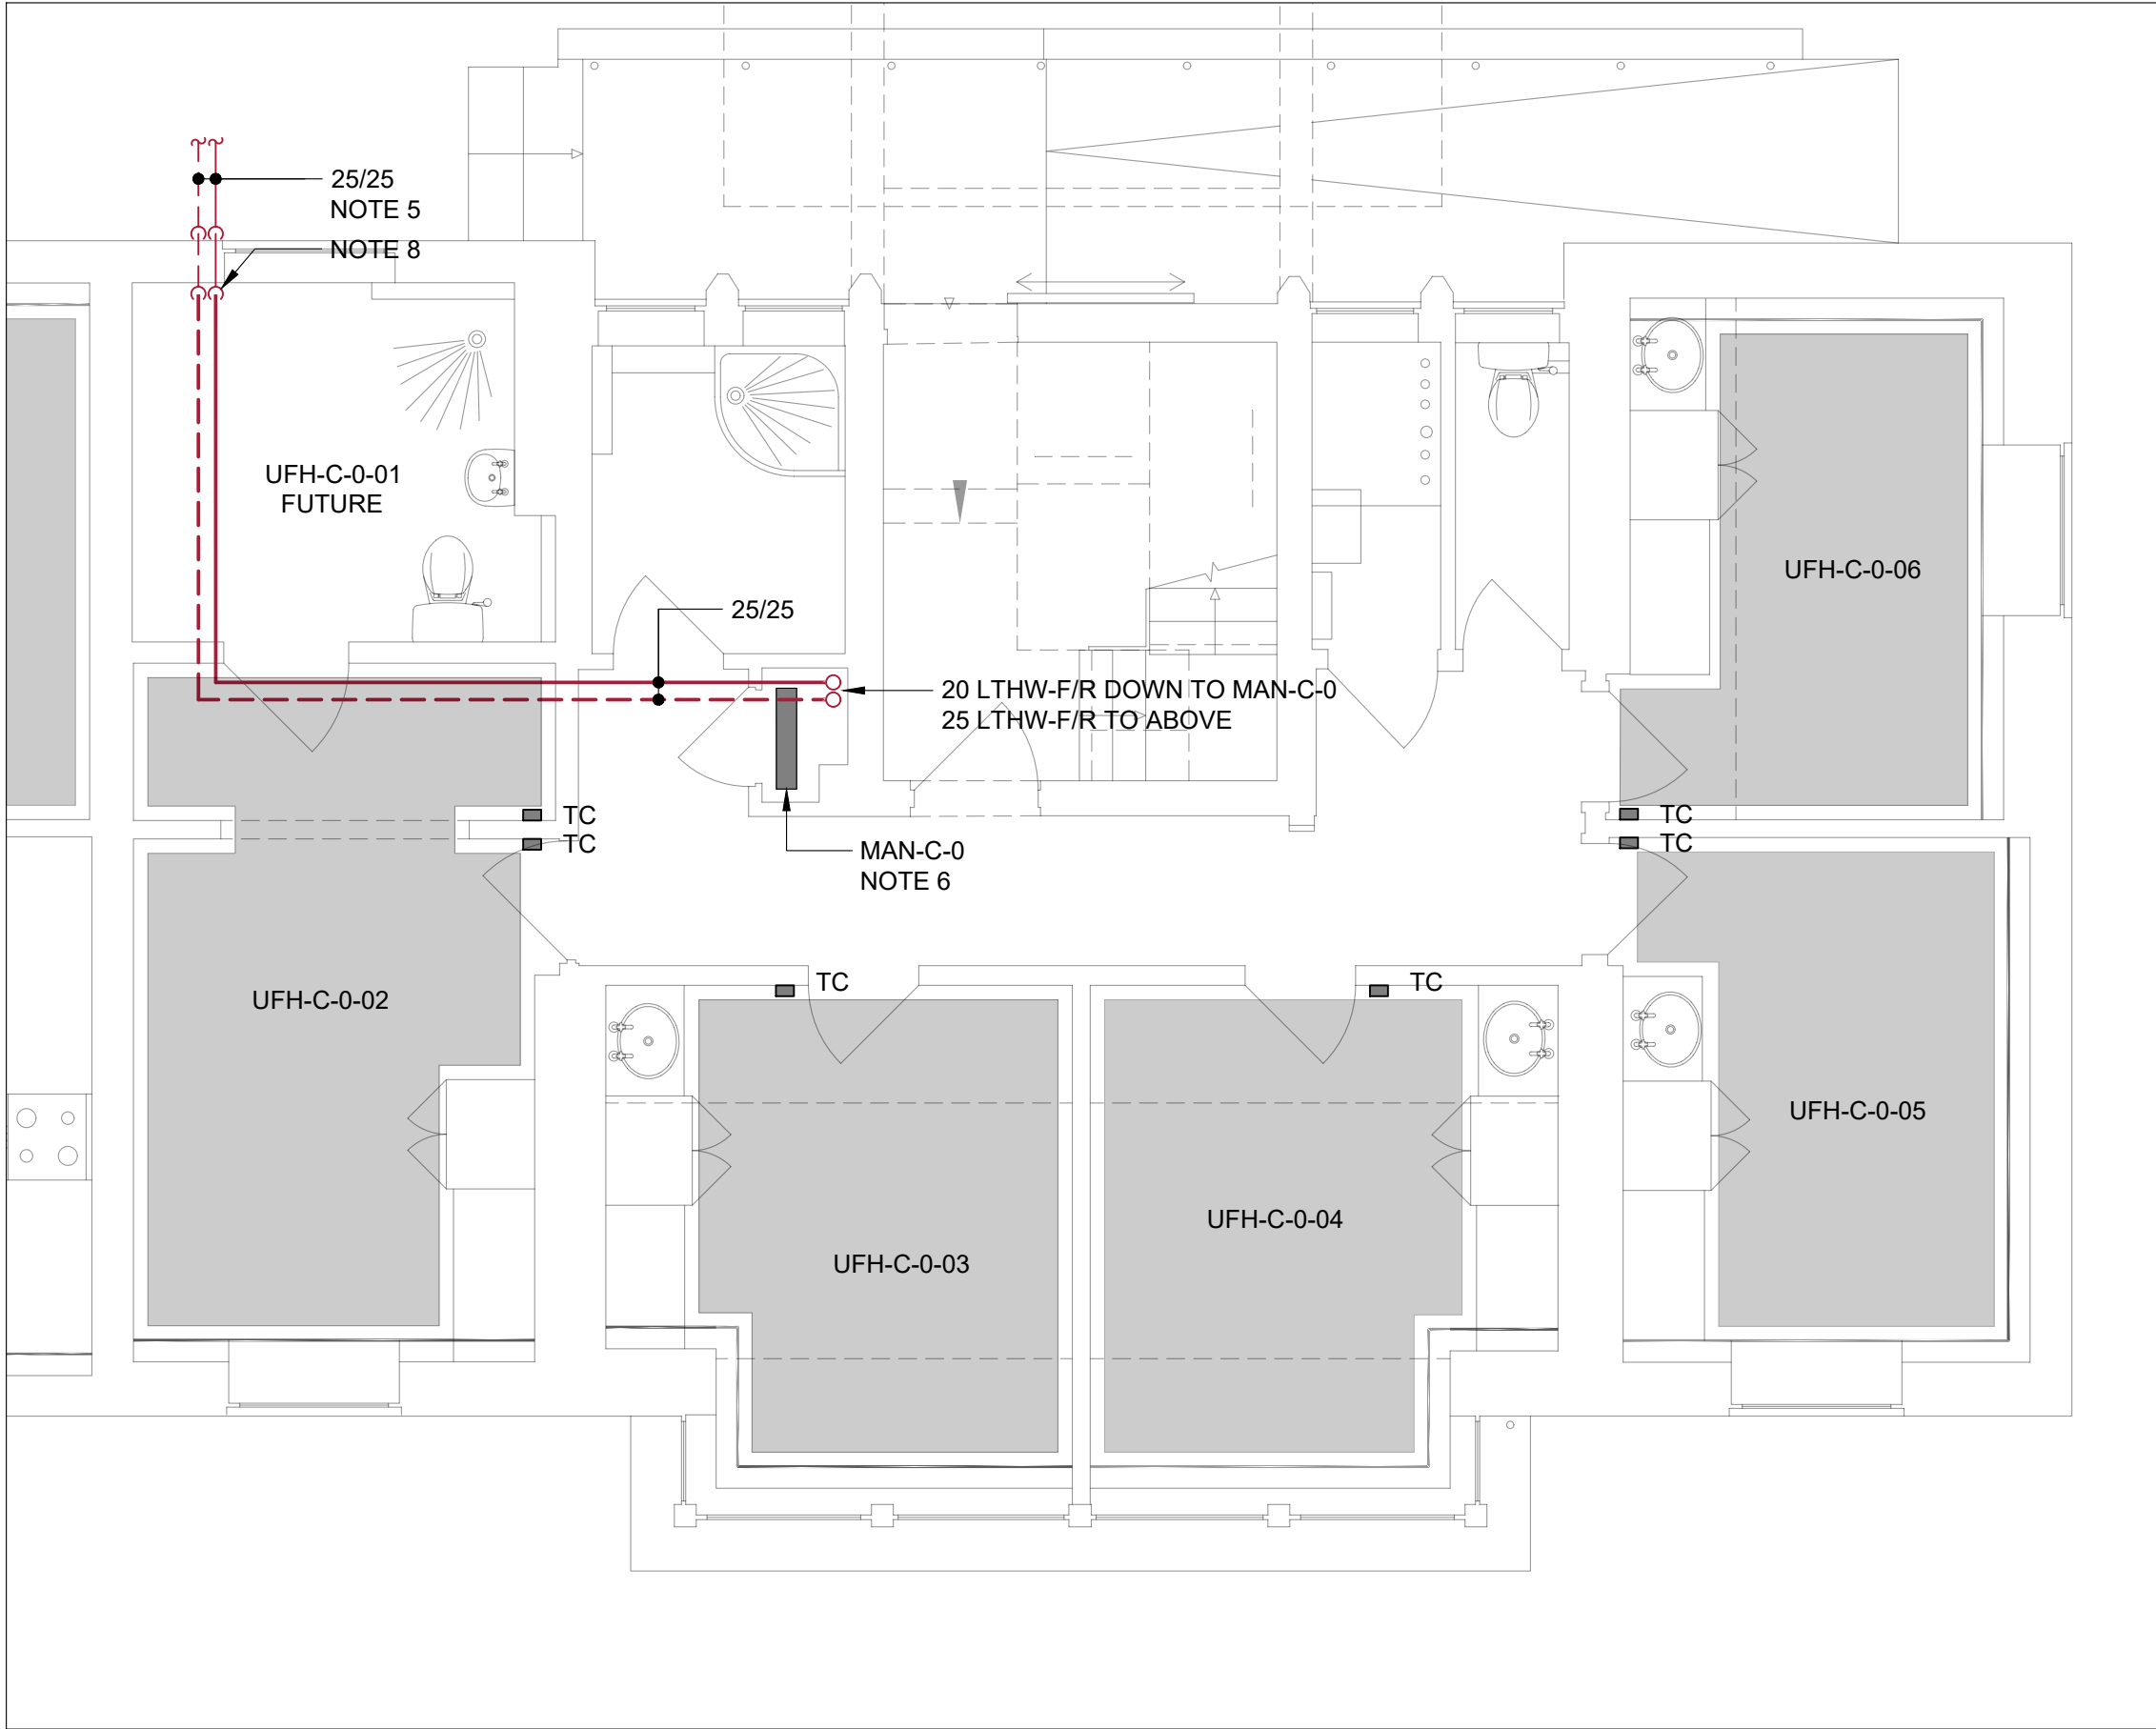 25/25
NOTE 5
NOTE 8
UFH-C-0-01
FUTURE
UFH-C-0-06
25/25
20 LTHW-F/R DOWN TO MAN-C-0
25 LTHW-F/R TO ABOVE
TC
TC
TC
TC
MAN-C-0
NOTE 6
TC
TC
UFH-C-0-02
UFH-C-0-05
UFH-C-0-04
UFH-C-0-03